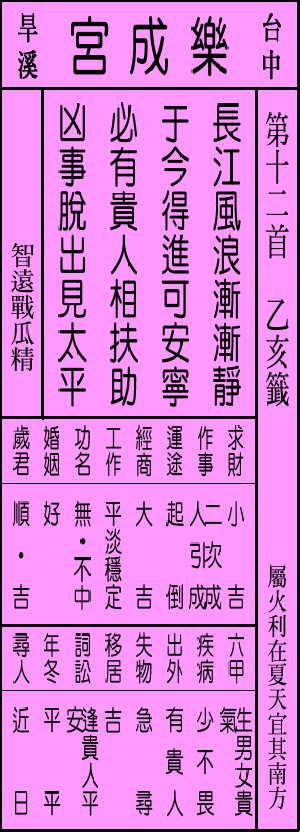 台中
樂成宮
旱溪
第十二首　乙亥籤
屬火利在夏天宜其南方
長江風浪漸漸靜
于今得進可安寧
必有貴人相扶助
凶事脫出見太平
智遠戰瓜精
求財
作事
運途
經商
工作
功名
婚姻
歲君
小吉
二次成
人引成
起倒
大吉
平淡穩定
無•不中
好
順•吉
六甲
疾病
出外
失物
移居
詞訟
年冬
尋人
生男女貴氣
少不畏
有貴人
急尋
吉
逢貴人平安
平平
近日